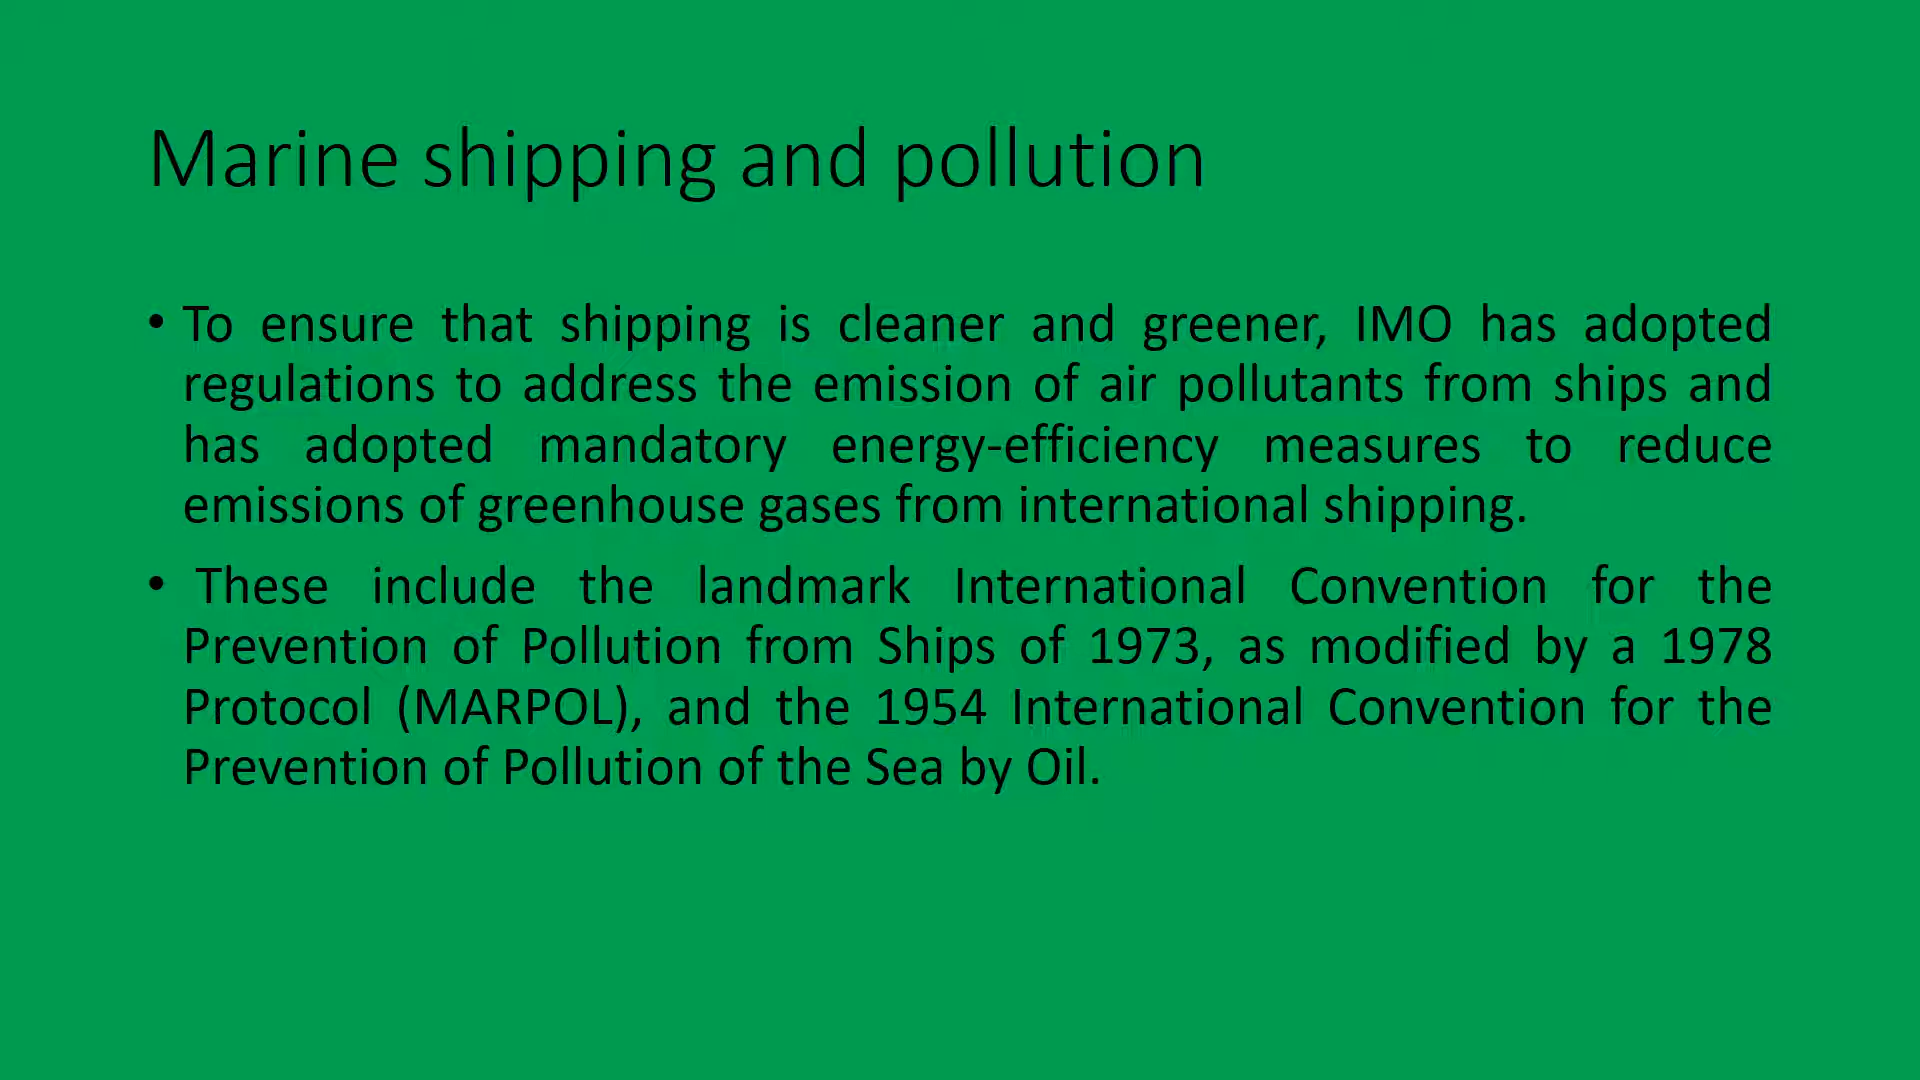 Marine shipping and pollution
• To ensure that shipping is cleaner and greener, IMO has adopted
regulations to address the emission of air pollutants from ships and
has adopted mandatory energy-efficiency measures to reduce
emissions of greenhouse gases from international shipping.
• These include the landmark International Convention for the
Prevention of Pollution from Ships of 1973, as modified by a 1978
Protocol (MARPOL), and the 1954 International Convention for the
Prevention of Pollution of the Sea by Oil.